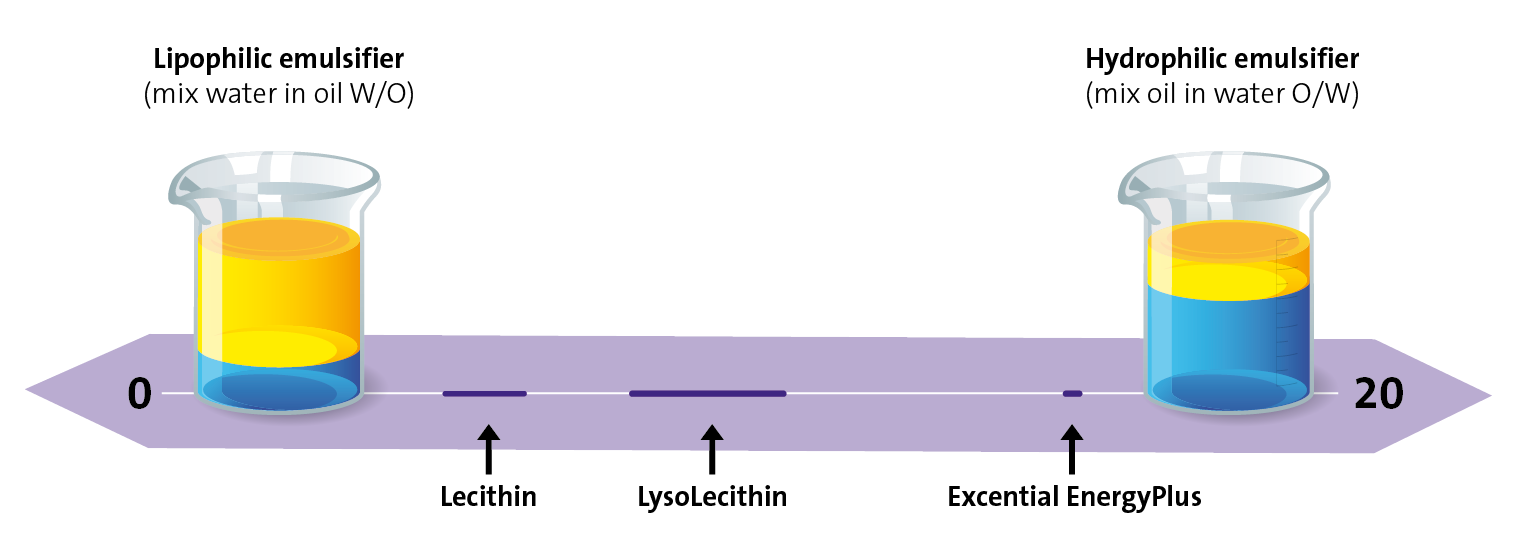 Lipophilic emulsifier
(mix water in oil W/O)
Hydrophilic emulsifier
(mix oil in water O/W)
0
20
Lecithin
LysoLecithin
Excential EnergyPlus